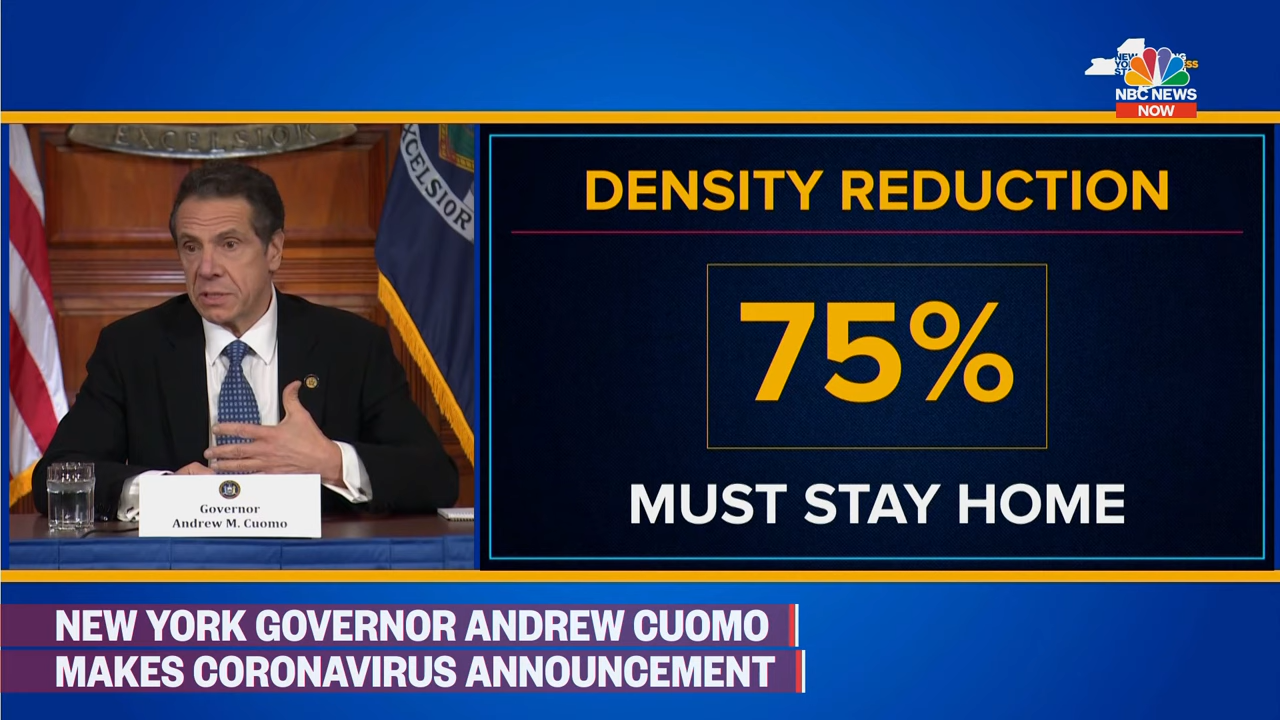 EXCELSIOR
EXCELSIOR
NBC NEWS
NOW
DENSITY REDUCTION
75%
MUST STAY HOME
Governor
Andrew M. Cuomo
NEW YORK GOVERNOR ANDREW CUOMO
MAKES CORONAVIRUS ANNOUNCEMENT